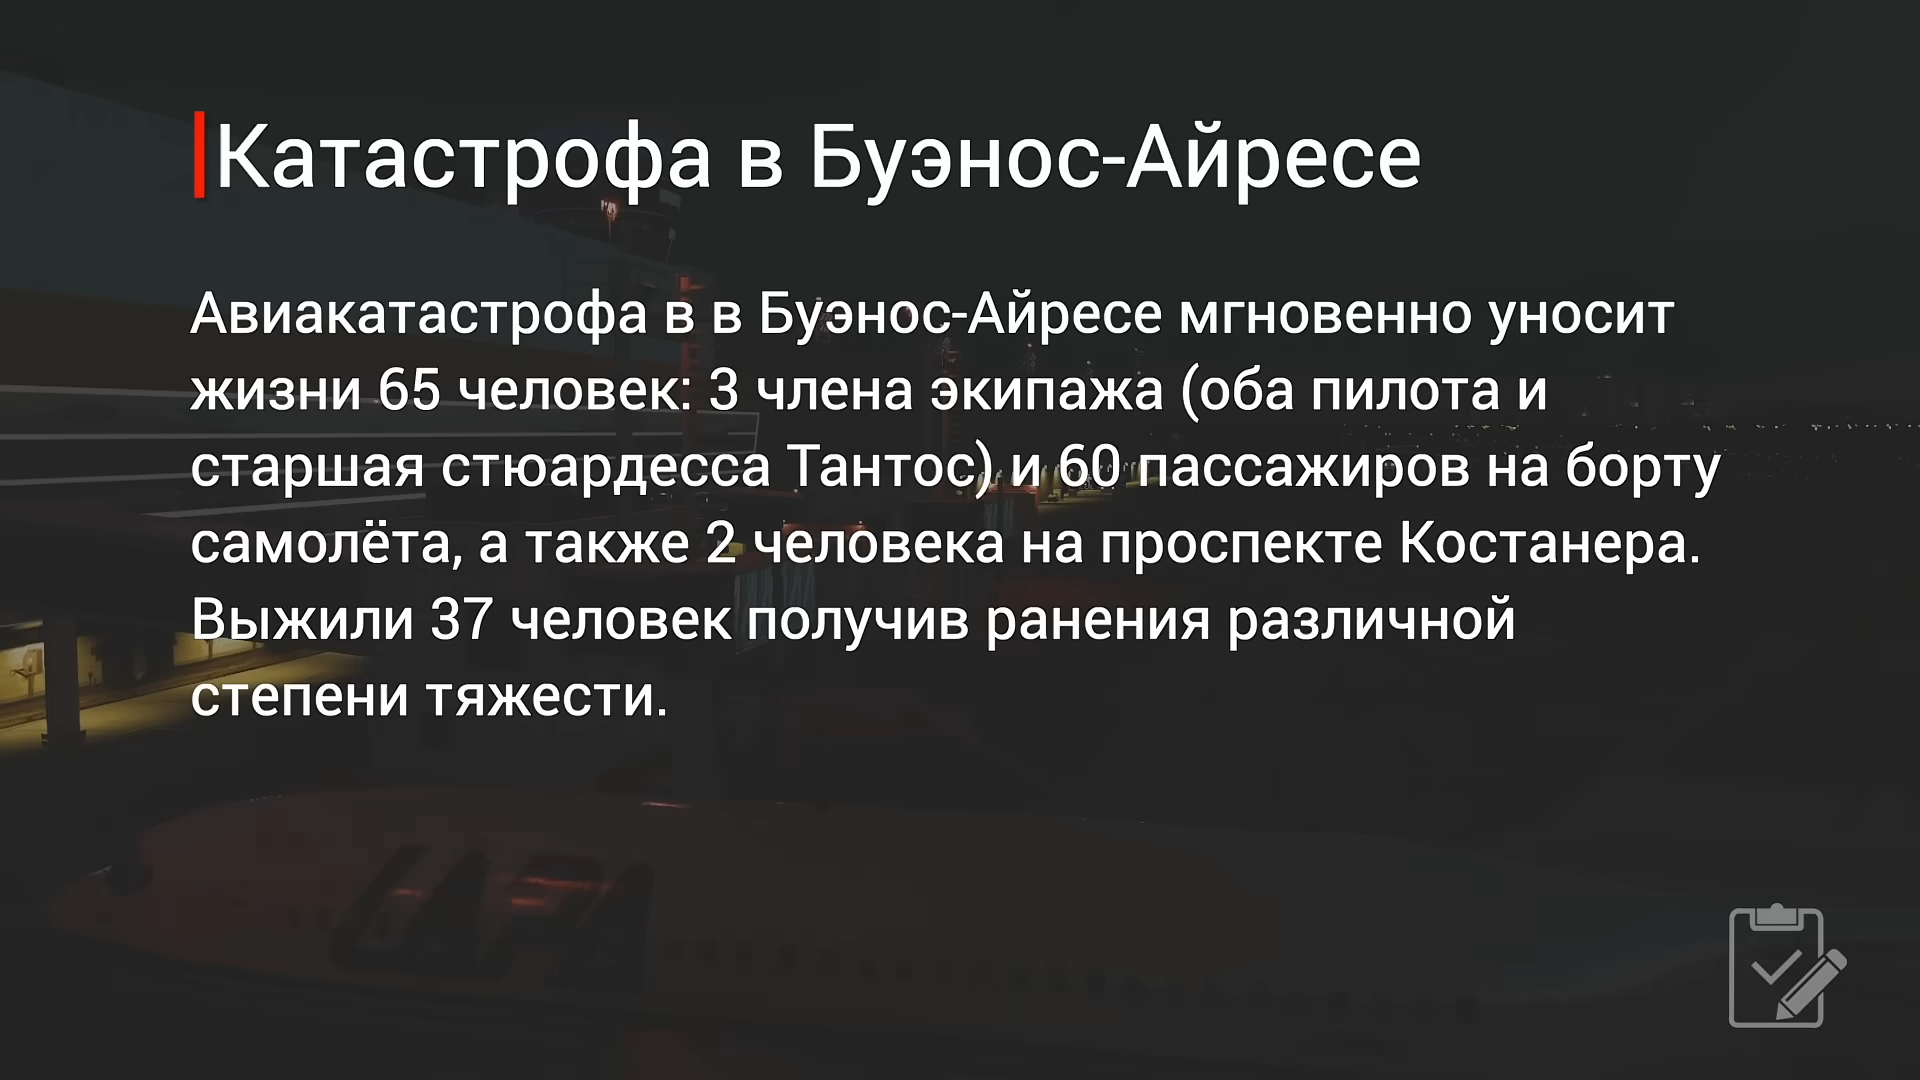 Катастрофа в Буэнос-Айресе
Авиакатастрофа в в Буэнос-Айресе мгновенно уносит
жизни 65 человек: 3 члена экипажа (оба пилота и
старшая стюардесса Тантос) и 60 пассажиров на борту
самолёта, а также 2 человека на проспекте Костанера.
Выжили 37 человек получив ранения различной
степени тяжести.
LAPA